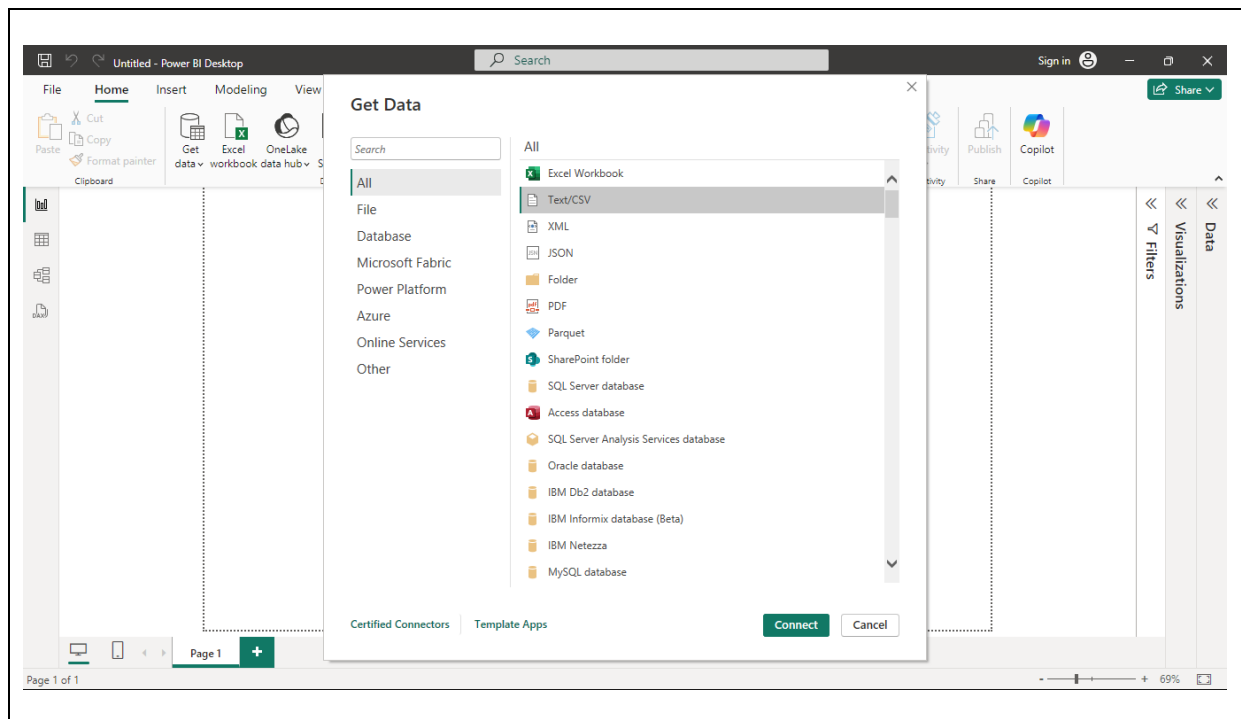 Untitled - Power BI Desktop
Search
Sign in
File Home Insert Modeling View
Share
Paste
Cut
Copy
Format painter
Clipboard
Get data
Excel workbook
OneLake data hub
Publish
Share
Copilot
Copilot
Get Data
Search
All
File
Database
Microsoft Fabric
Power Platform
Azure
Online Services
Other
All
Excel Workbook
Text/CSV
XML
JSON
Folder
PDF
Parquet
SharePoint folder
SQL Server database
Access database
SQL Server Analysis Services database
Oracle database
IBM Db2 database
IBM Informix database (Beta)
IBM Netezza
MySQL database
Certified Connectors
Template Apps
Connect
Cancel
Filters
Visualizations
Data
Page 1
Page 1 of 1
69%